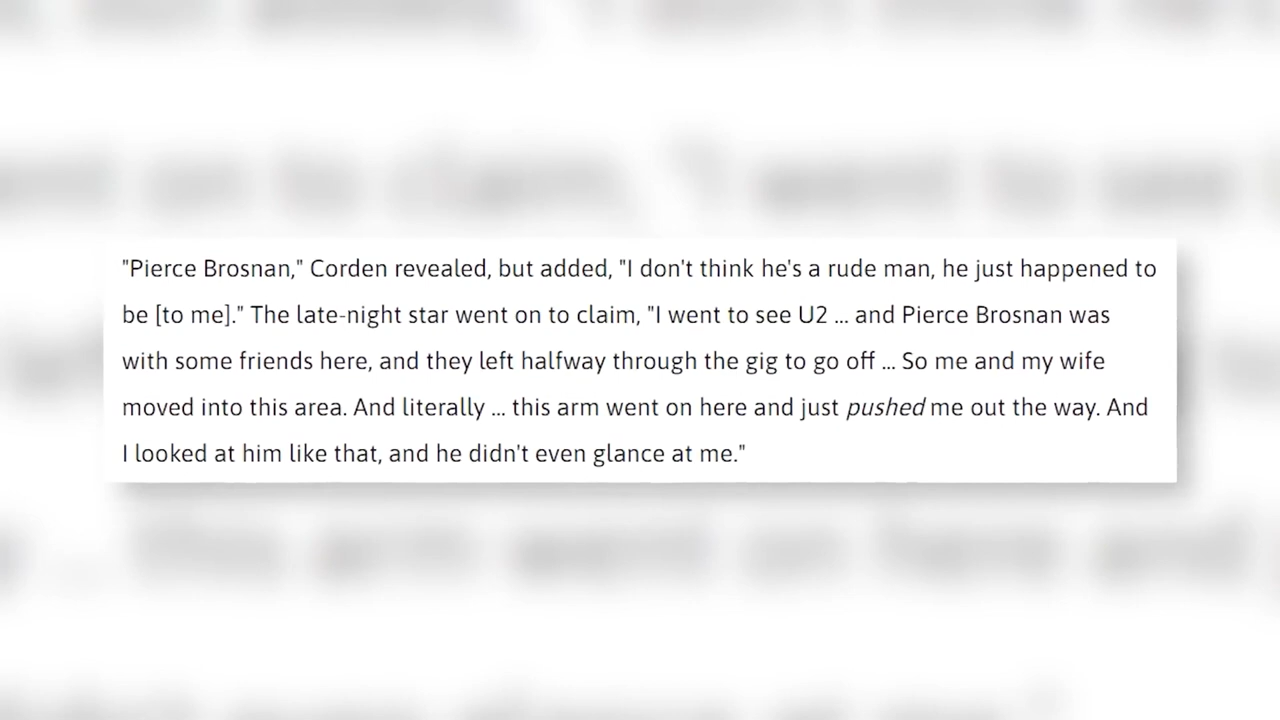 "Pierce Brosnan," Corden revealed, but added, "I don't think he's a rude man, he just happened to
be [to me]." The late-night star went on to claim, "I went to see U2 ... and Pierce Brosnan was
with some friends here, and they left halfway through the gig to go off ... So me and my wife
moved into this area. And literally ... this arm went on here and just pushed me out the way. And
I looked at him like that, and he didn't even glance at me."